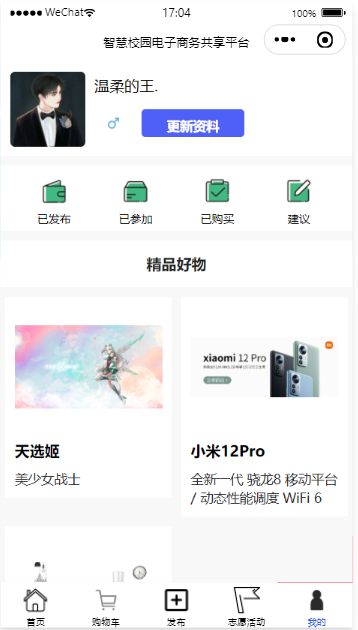 WeChat 17:04 100%
智慧校园电子商务共享平台
温柔的王.
更新资料
已发布 已参加 已购买 建议
精品好物
xiaomi 12 Pro
天选姬 小米12Pro
美少女战士 全新一代 骁龙8 移动平台
/ 动态性能调度 WiFi 6
首页 购物车 发布 志愿活动 我的